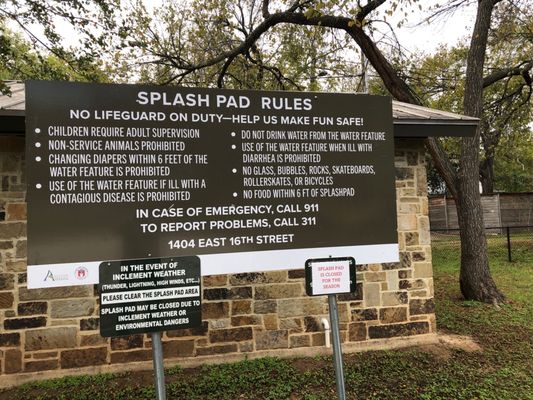 SPLASH PAD RULES
NO LIFEGUARD ON DUTY—HELP US MAKE FUN SAFE!
• CHILDREN REQUIRE ADULT SUPERVISION
• NON-SERVICE ANIMALS PROHIBITED
• CHANGING DIAPERS WITHIN 6 FEET OF THE
WATER FEATURE IS PROHIBITED
• USE OF THE WATER FEATURE IF ILL WITH A
CONTAGIOUS DISEASE IS PROHIBITED
• DO NOT DRINK WATER FROM THE WATER FEATURE
• USE OF THE WATER FEATURE WHEN ILL WITH
DIARRHEA IS PROHIBITED
• NO GLASS, BUBBLES, ROCKS, SKATEBOARDS,
ROLLERSKATES, OR BICYCLES
• NO FOOD WITHIN 6 FT OF SPLASHPAD
IN CASE OF EMERGENCY, CALL 911
TO REPORT PROBLEMS, CALL 311
1404 EAST 16TH STREET
IN THE EVENT OF
INCLEMENT WEATHER
(THUNDER, LIGHTNING, HIGH WINDS, ETC.)
PLEASE CLEAR THE SPLASH PAD AREA
SPLASH PAD MAY BE CLOSED DUE TO
INCLEMENT WEATHER OR
ENVIRONMENTAL DEBRIS
SPLASH PAD
IS CLOSED
FOR THE
SEASON